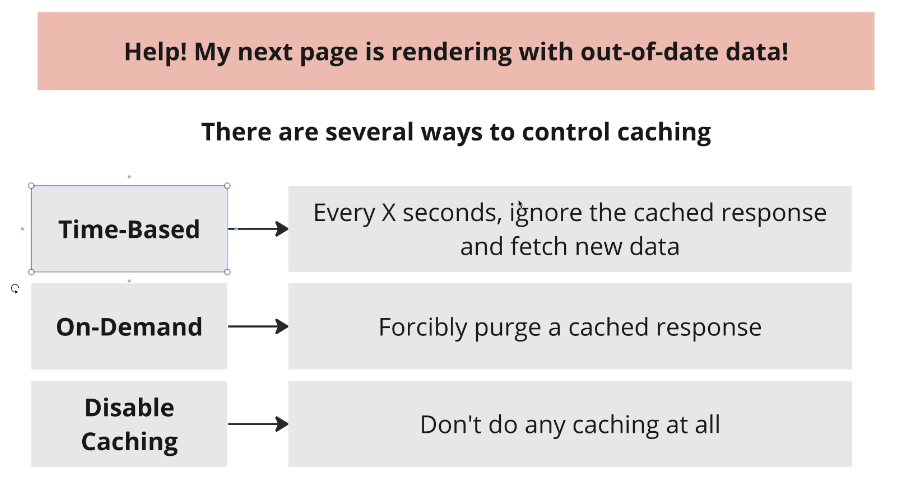 Help! My next page is rendering with out-of-date data!
There are several ways to control caching
Time-Based
Every X seconds, ignore the cached response
and fetch new data
On-Demand
Forcibly purge a cached response
Disable
Caching
Don't do any caching at all